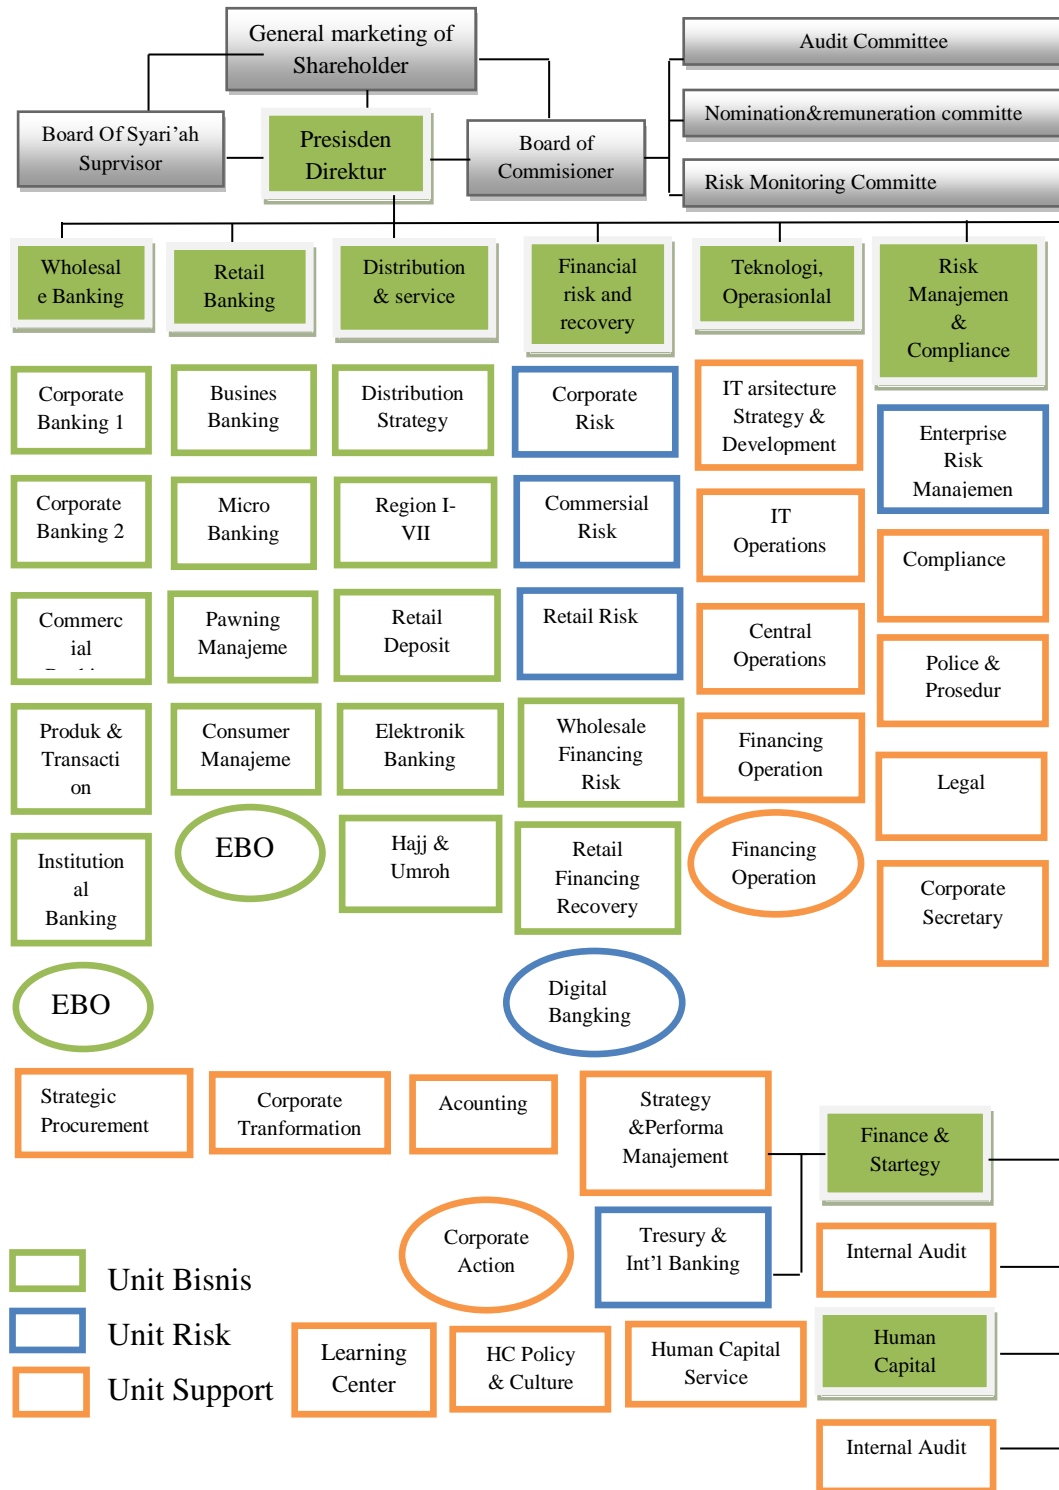 General marketing of
Shareholder
Audit Committee
Nomination&remuneration committe
Risk Monitoring Committe
Board Of Syari'ah
Suprvisor
Presisden
Direktur
Board of
Commisioner
Wholesal
e Banking
Retail
Banking
Distribution
& service
Financial
risk and
recovery
Teknologi,
Operasionlal
Risk
Manajemen
&
Compliance
Corporate
Banking 1
Busines
Banking
Distribution
Strategy
Corporate
Risk
IT arsitecture
Strategy &
Development
Enterprise
Risk
Manajemen
Corporate
Banking 2
Micro
Banking
Region I-
VII
Commersial
Risk
IT
Operations
Compliance
Commerc
ial
Pawning
Manajeme
Retail
Deposit
Retail Risk
Central
Operations
Police &
Prosedur
Produk &
Transacti
on
Consumer
Manajeme
Elektronik
Banking
Wholesale
Financing
Risk
Financing
Operation
Legal
Institution
al
Banking
EBO
Hajj &
Umroh
Retail
Financing
Recovery
Financing
Operation
Corporate
Secretary
EBO
Digital
Bangking
Strategic
Procurement
Corporate
Tranformation
Acounting
Strategy
&Performa
Manajement
Finance &
Startegy
Corporate
Action
Tresury &
Int'l Banking
Internal Audit
Unit Bisnis
Unit Risk
Unit Support
Learning
Center
HC Policy
& Culture
Human Capital
Service
Human
Capital
Internal Audit